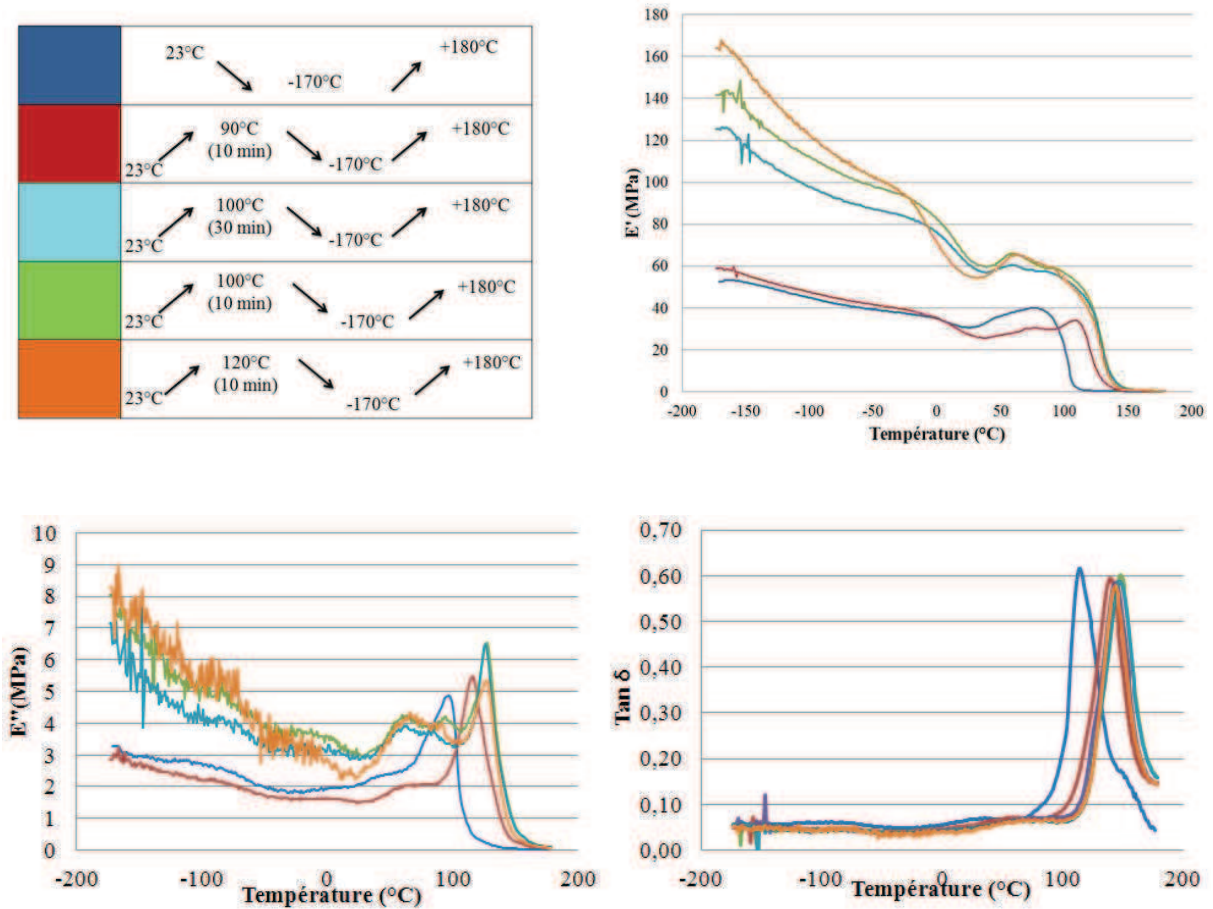 23°C
-170°C
+180°C
23°C
90°C
(10 min)
-170°C
+180°C
23°C
100°C
(30 min)
-170°C
+180°C
23°C
100°C
(10 min)
-170°C
+180°C
23°C
120°C
(10 min)
-170°C
+180°C
E' (MPa)
180
160
140
120
100
80
60
40
20
0
-200 -150 -100 -50 0 50 100 150 200
Température (°C)
E''(MPa)
10
9
8
7
6
5
4
3
2
1
0
-200 -100 0 100 200
Température (°C)
Tan δ
0,70
0,60
0,50
0,40
0,30
0,20
0,10
0,00
-200 -100 0 100 200
Température (°C)